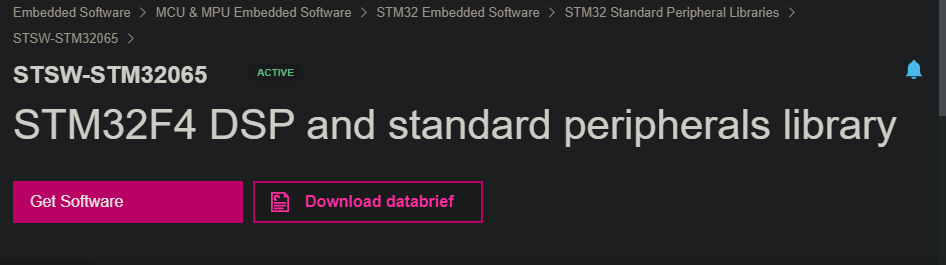 Embedded Software > MCU & MPU Embedded Software > STM32 Embedded Software > STM32 Standard Peripheral Libraries >
STSW-STM32065 >
STSW-STM32065 ACTIVE
STM32F4 DSP and standard peripherals library
Get Software Download databrief